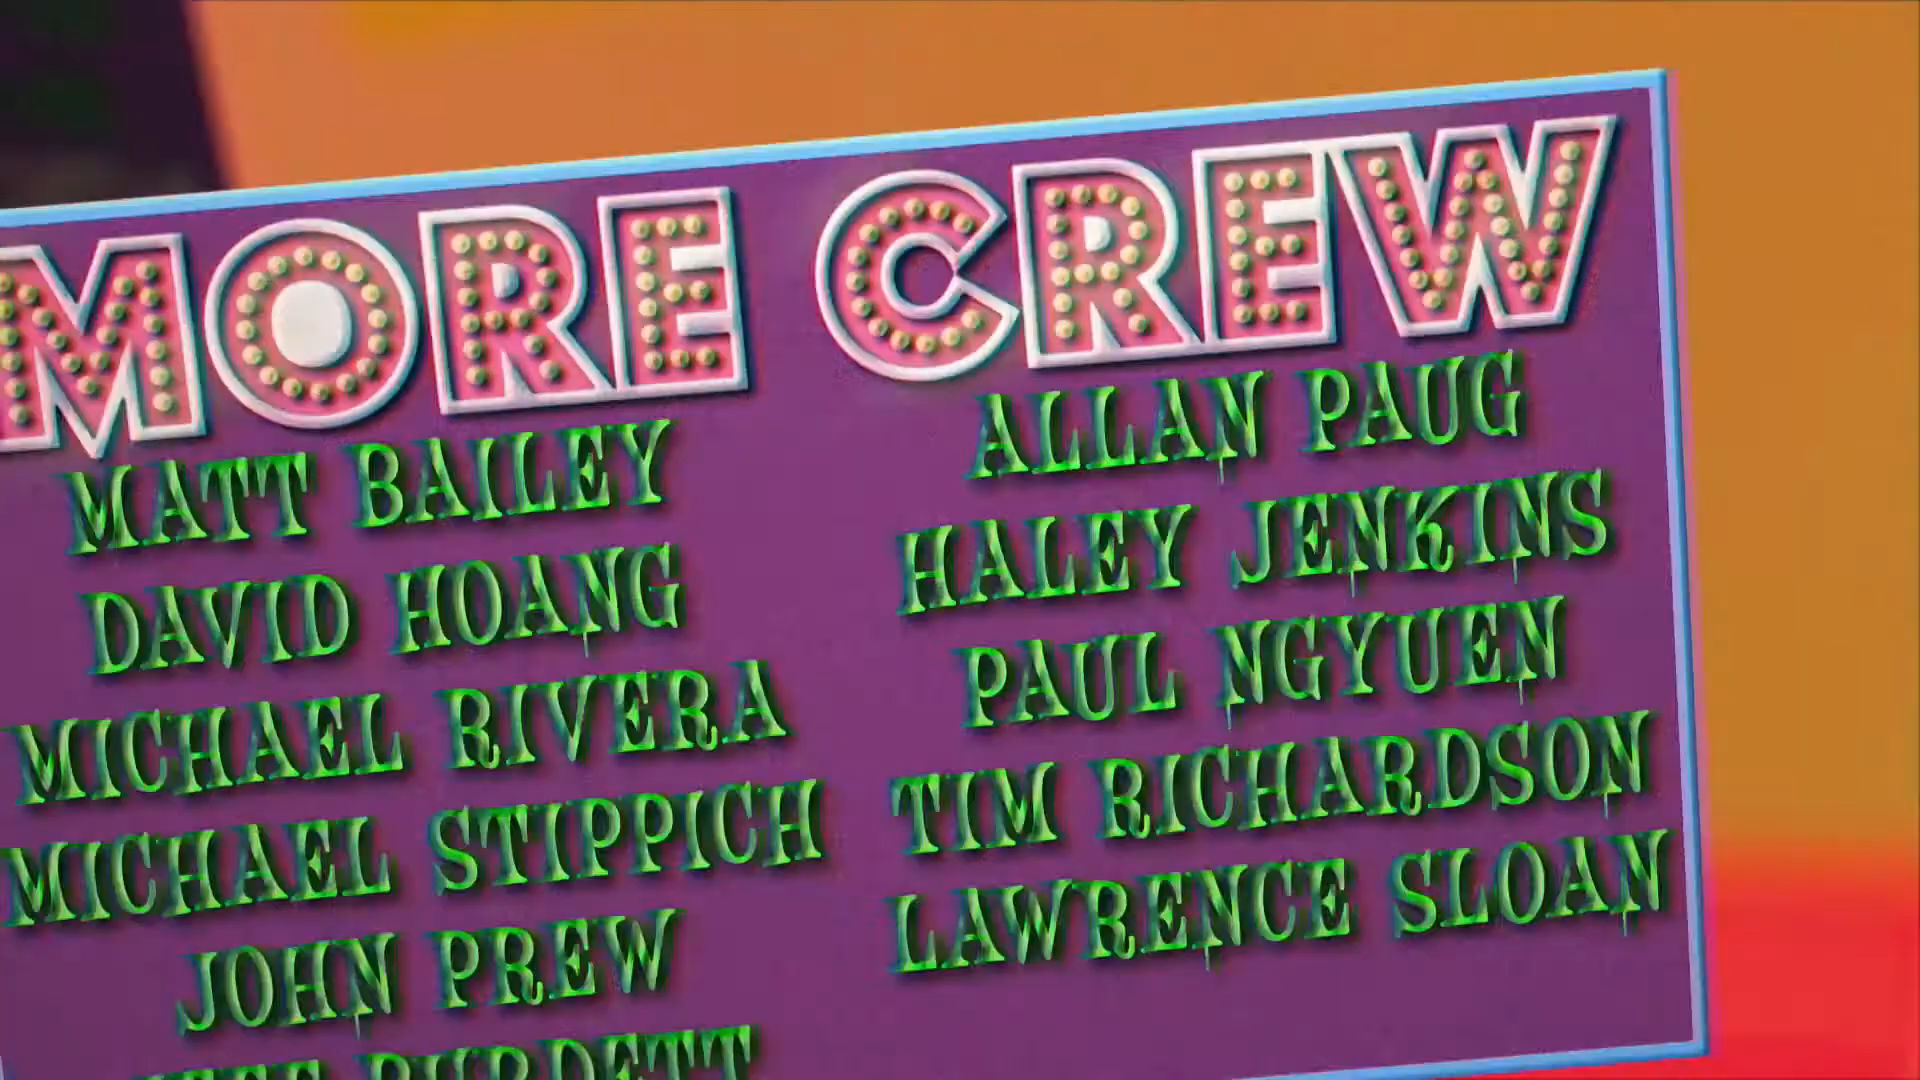 MORE CREW
MATT BAILEY
DAVID HOANG
MICHAEL RIVERA
MICHAEL STIPPICH
JOHN PREW
ALLAN PAUG
HALEY JENKINS
PAUL NGYUEN
TIM RICHARDSON
LAWRENCE SLOAN